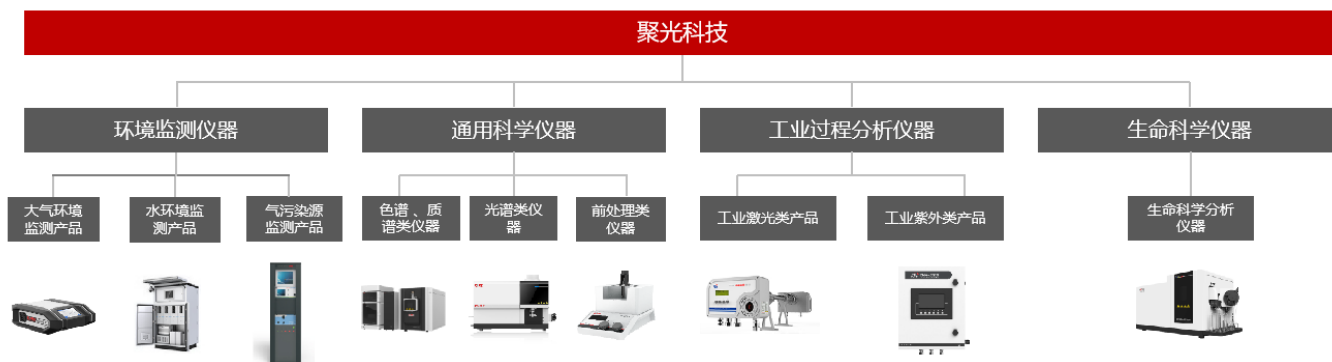 聚光科技
环境监测仪器
通用科学仪器
工业过程分析仪器
生命科学仪器
大气环境
监测产品
水环境监
测产品
气污染源
监测产品
色谱、质
谱类仪器
光谱类仪
器
前处理类
仪器
工业激光类产品
工业紫外类产品
生命科学分析
仪器